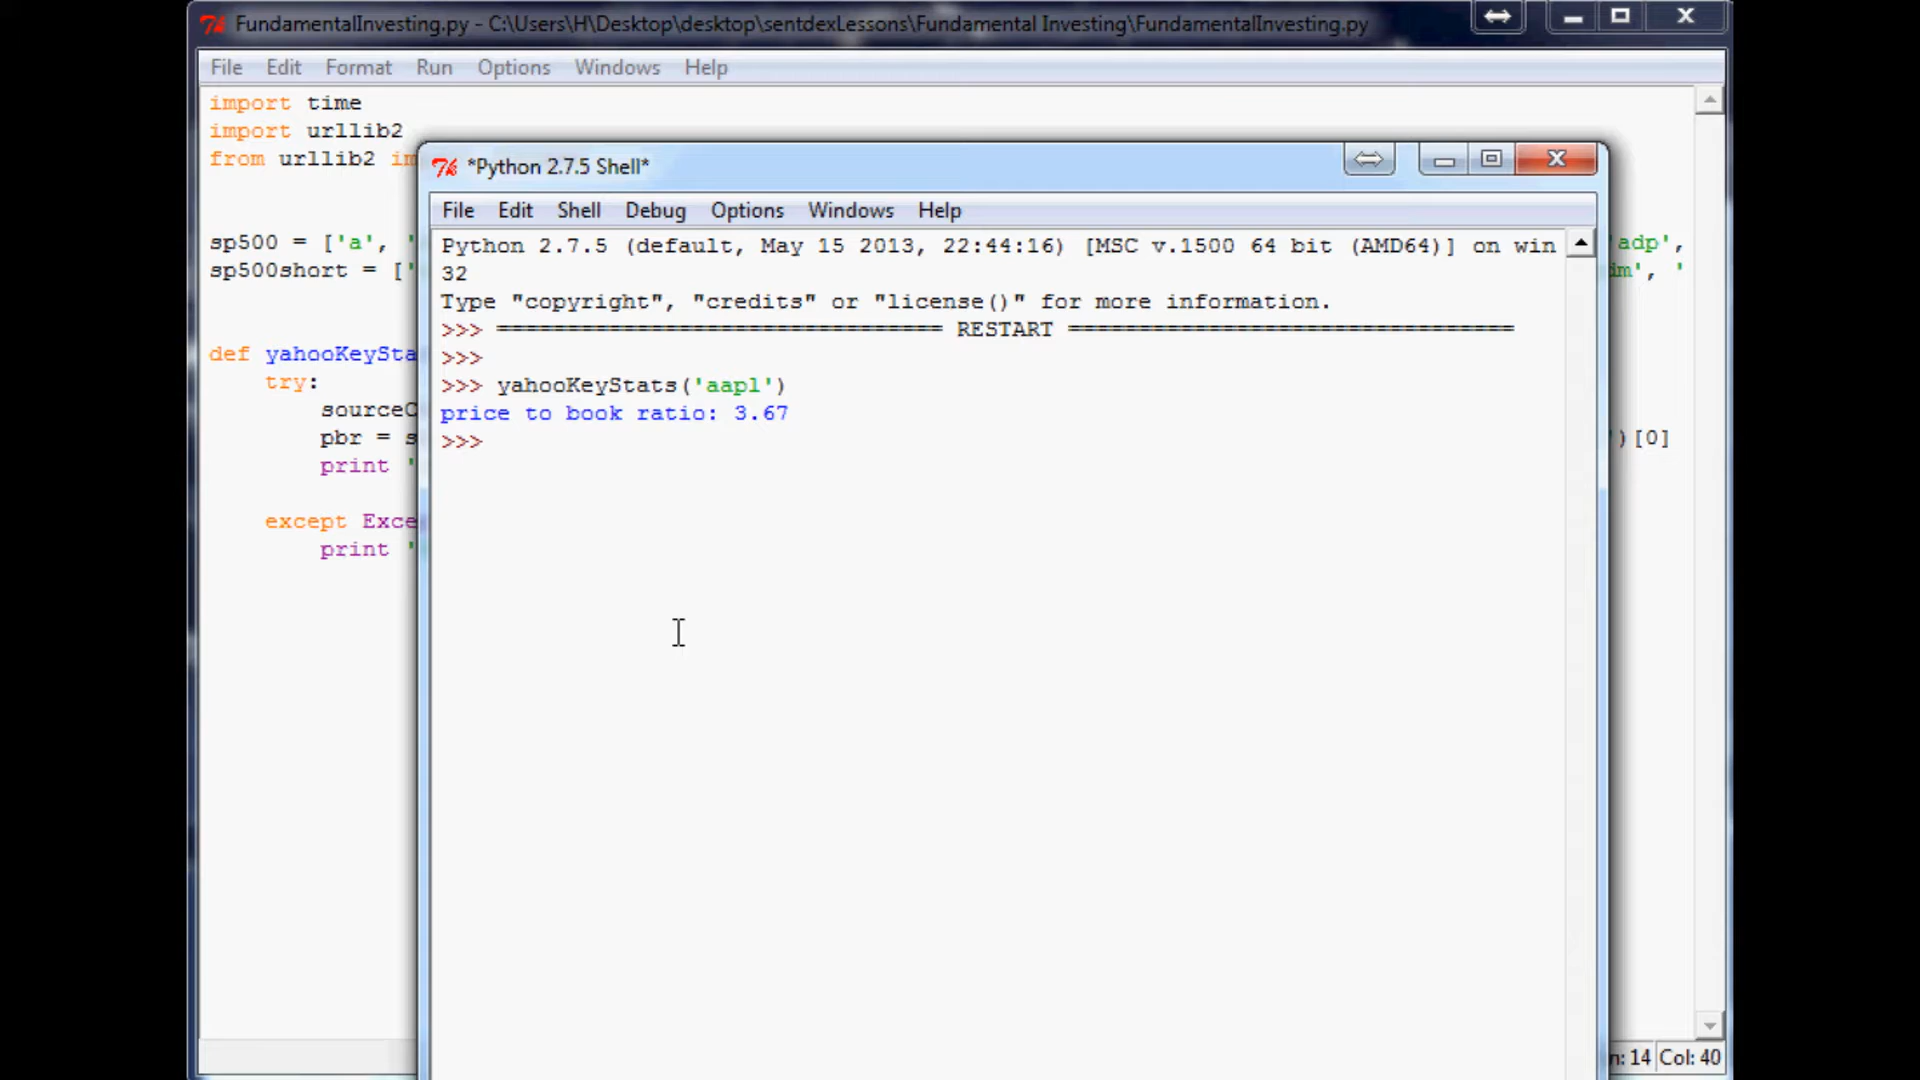 FundamentalInvesting.py - C:\Users\H\Desktop\desktop\sentdexLessons\Fundamental Investing\FundamentalInvesting.py
File Edit Format Run Options Windows Help
import time
import urllib2
from urllib2 im
sp500 = ['a', ' 'adp',
sp500short = [' dm', '
def yahooKeySta
try:
sourceC
pbr = s ')[0]
print '
except Exce
print '
*Python 2.7.5 Shell*
File Edit Shell Debug Options Windows Help
Python 2.7.5 (default, May 15 2013, 22:44:16) [MSC v.1500 64 bit (AMD64)] on win
32
Type "copyright", "credits" or "license()" for more information.
>>> ================================ RESTART ================================
>>>
>>> yahooKeyStats('aapl')
price to book ratio: 3.67
>>>
n: 14 Col: 40